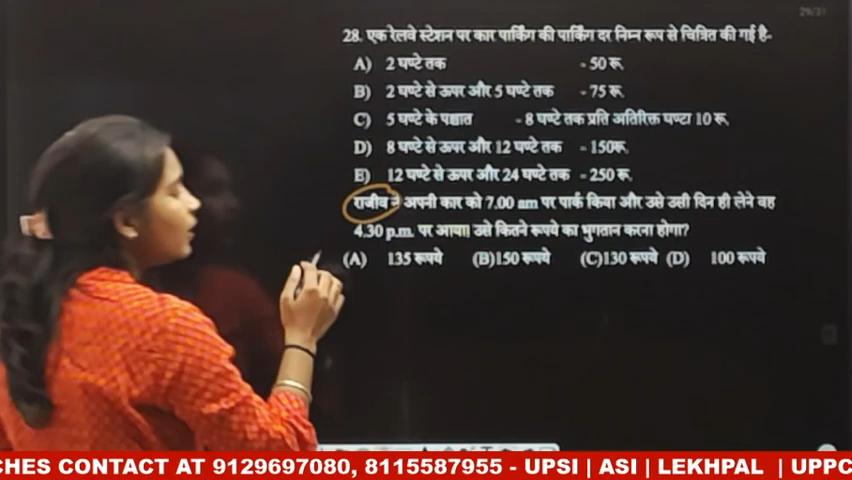 29/31
28. एक रेलवे स्टेशन पर कार पार्किंग की पार्किंग दर निम्न रूप से चित्रित की गई है-
A) 2 घण्टे तक - 50 रू.
B) 2 घण्टे से ऊपर और 5 घण्टे तक - 75 रू.
C) 5 घण्टे के पश्चात - 8 घण्टे तक प्रति अतिरिक्त घण्टा 10 रू.
D) 8 घण्टे से ऊपर और 12 घण्टे तक - 150रू.
E) 12 घण्टे से ऊपर और 24 घण्टे तक - 250 रू.
राजीव ने अपनी कार को 7.00 am पर पार्क किया और उसे उसी दिन ही लेने वह
4.30 p.m. पर आया। उसे कितने रूपये का भुगतान करना होगा?
(A) 135 रूपये (B)150 रूपये (C)130 रूपये (D) 100 रूपये
CHES CONTACT AT 9129697080, 8115587955 - UPSI | ASI | LEKHPAL | UPPC